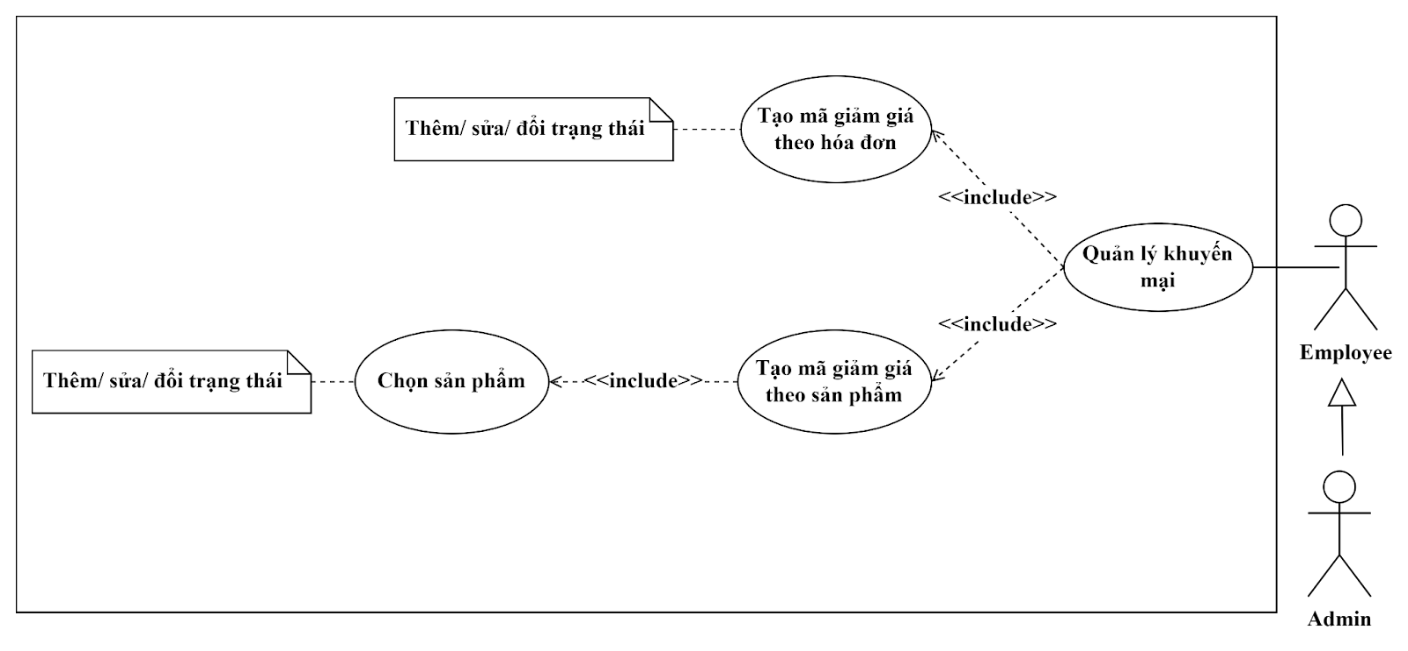 Thêm/ sửa/ đổi trạng thái
Tạo mã giảm giá
theo hóa đơn
<<include>>
Quản lý khuyến
mại
<<include>>
Employee
Thêm/ sửa/ đổi trạng thái
Chọn sản phẩm
<<include>>
Tạo mã giảm giá
theo sản phẩm
Admin